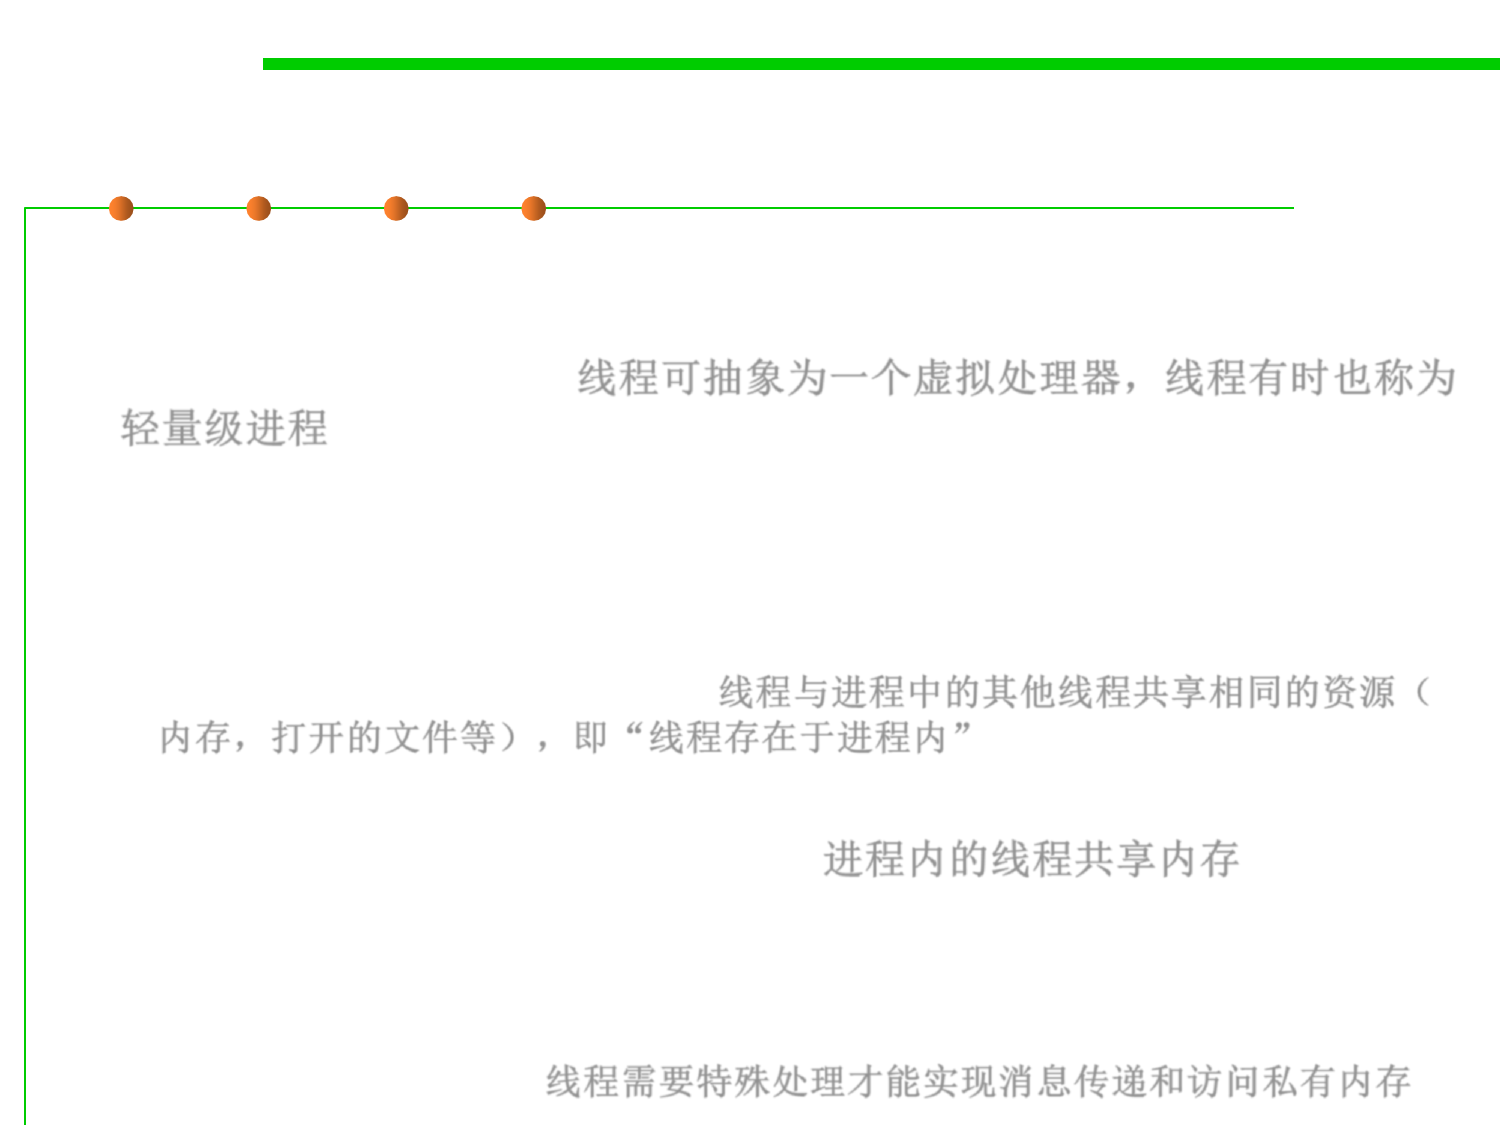 线程可抽象为一个虚拟处理器，线程有时也称为
轻量级进程
线程与进程中的其他线程共享相同的资源（
内存，打开的文件等），即“线程存在于进程内”
进程内的线程共享内存
线程需要特殊处理才能实现消息传递和访问私有内存